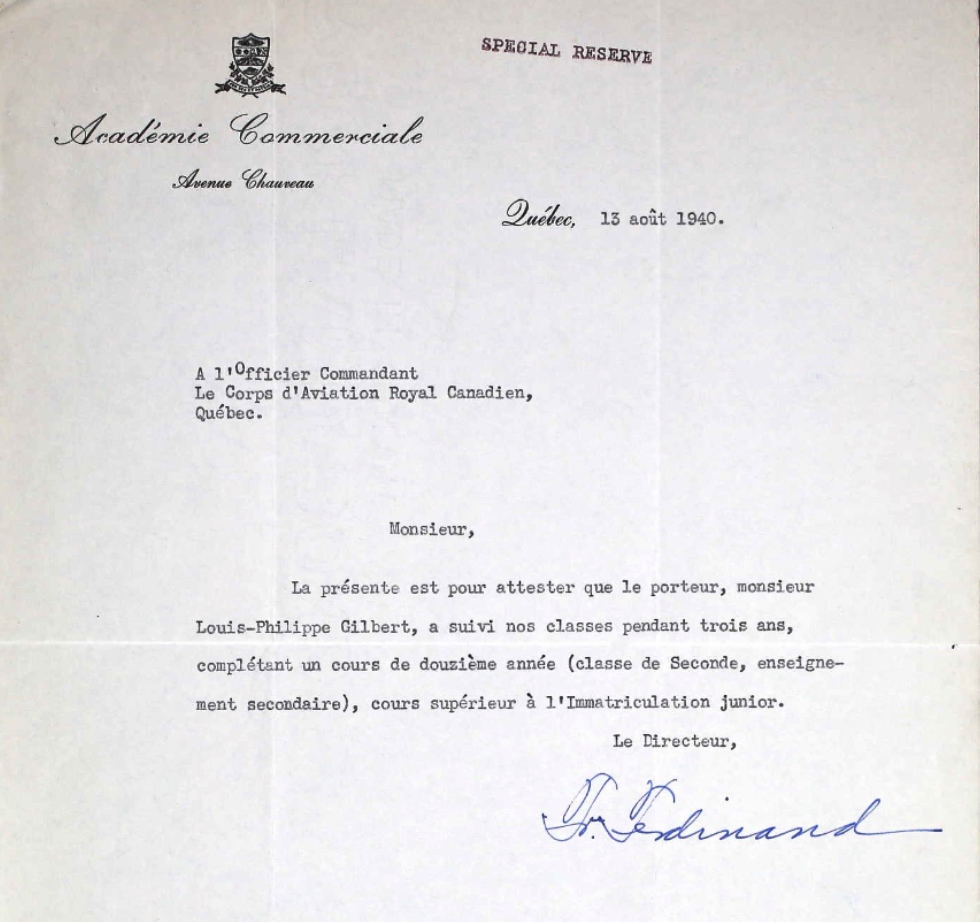 SPECIAL RESERVE
Académie Commerciale
Avenue Chauveau
Québec, 13 août 1940.
A l'Officier Commandant
Le Corps d'Aviation Royal Canadien,
Québec.
Monsieur,
La présente est pour attester que le porteur, monsieur
Louis-Philippe Gilbert, a suivi nos classes pendant trois ans,
complétant un cours de douzième année (classe de Seconde, enseigne-
ment secondaire), cours supérieur à l'Immatriculation junior.
Le Directeur,
Fr. Ferdinand